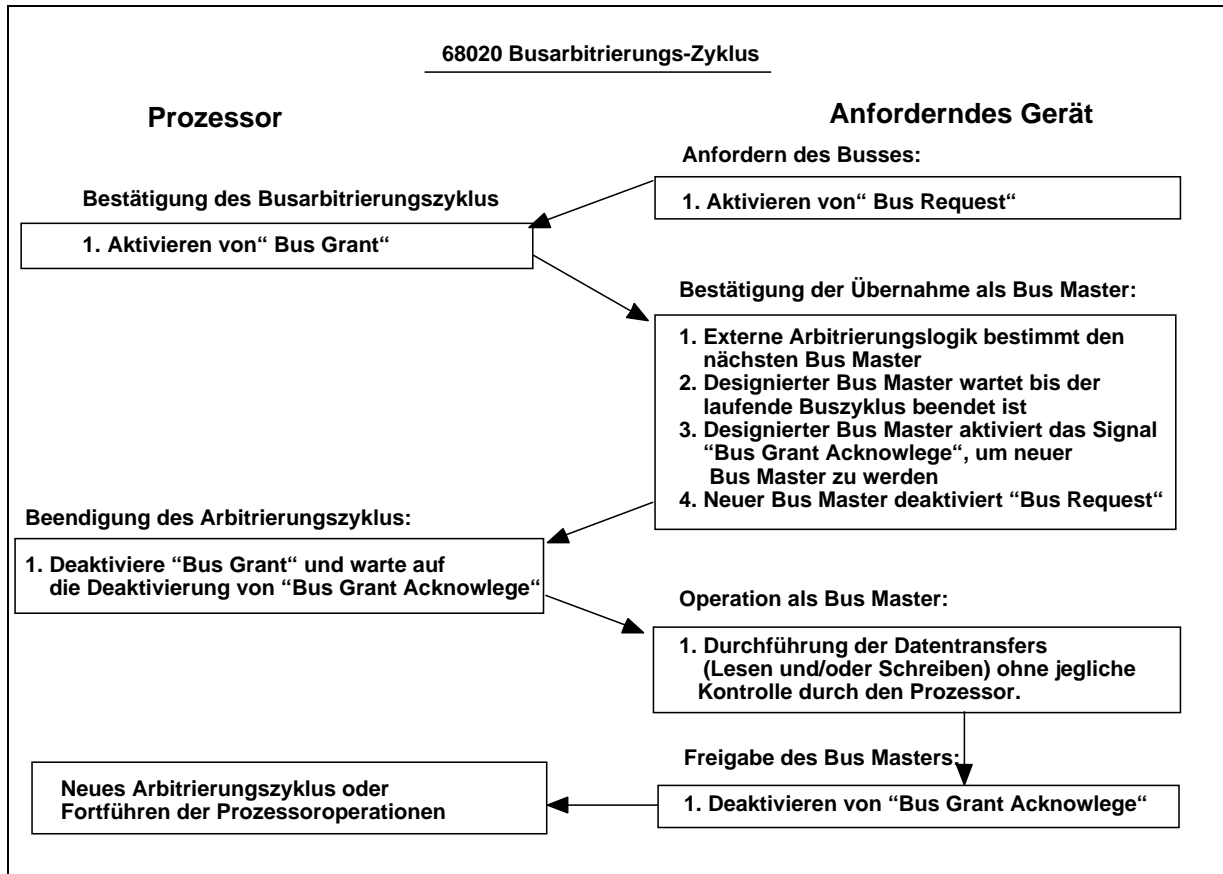 68020 Busarbitrierungs-Zyklus
Prozessor
Anforderndes Gerät
Anfordern des Busses:
1. Aktivieren von“ Bus Request“
Bestätigung des Busarbitrierungszyklus
1. Aktivieren von“ Bus Grant“
Bestätigung der Übernahme als Bus Master:
1. Externe Arbitrierungslogik bestimmt den
nächsten Bus Master
2. Designierter Bus Master wartet bis der
laufende Buszyklus beendet ist
3. Designierter Bus Master aktiviert das Signal
“Bus Grant Acknowlege“, um neuer
Bus Master zu werden
4. Neuer Bus Master deaktiviert “Bus Request“
Beendigung des Arbitrierungszyklus:
1. Deaktiviere “Bus Grant“ und warte auf
die Deaktivierung von “Bus Grant Acknowlege“
Operation als Bus Master:
1. Durchführung der Datentransfers
(Lesen und/oder Schreiben) ohne jegliche
Kontrolle durch den Prozessor.
Freigabe des Bus Masters:
1. Deaktivieren von “Bus Grant Acknowlege“
Neues Arbitrierungszyklus oder
Fortführen der Prozessoroperationen